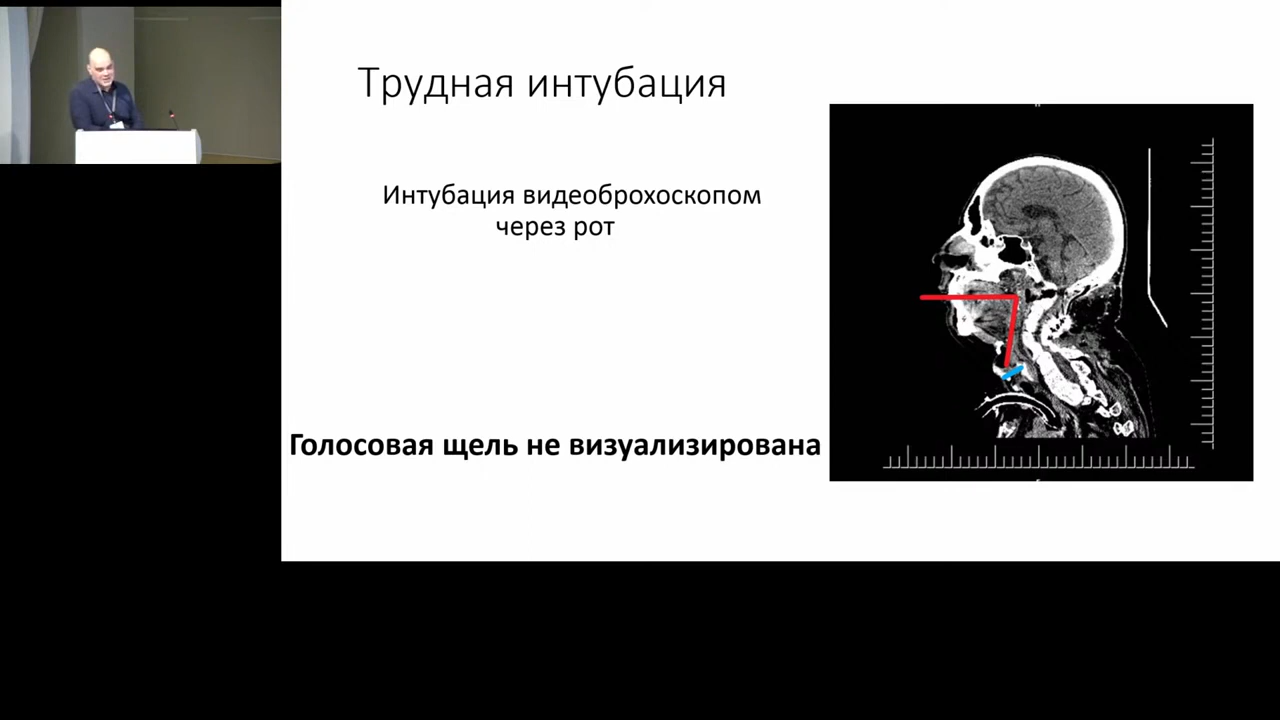 Трудная интубация
Интубация видеоброхоскопом
через рот
Голосовая щель не визуализирована